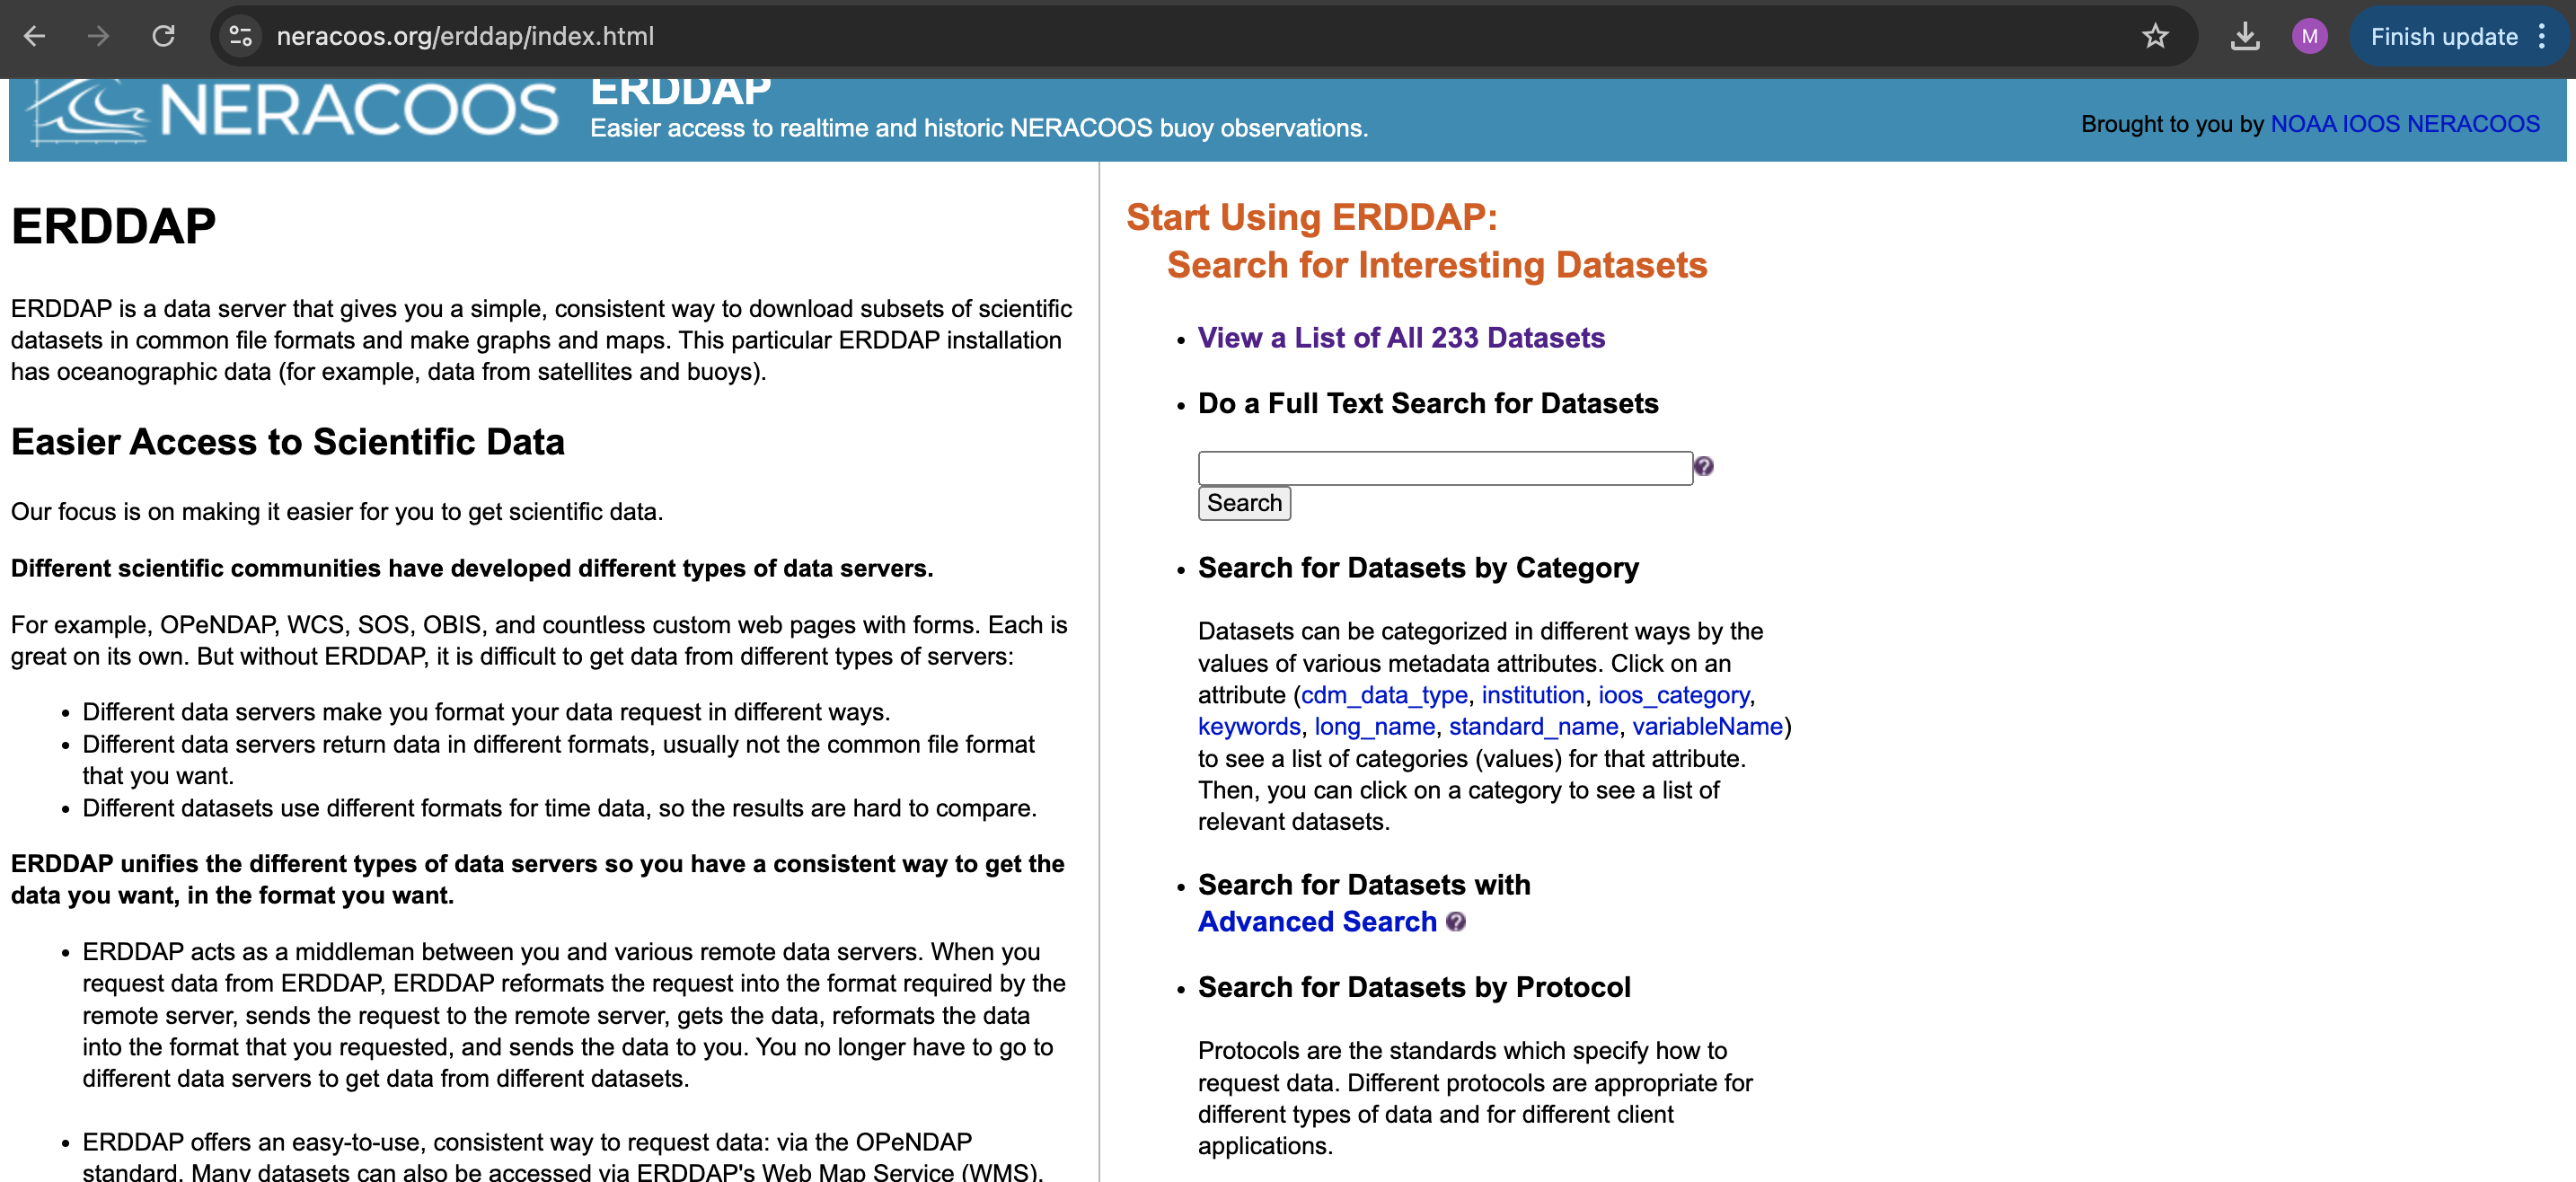 neracoos.org/erddap/index.html
M
Finish update
NERACOOS
ERDDAP
Easier access to realtime and historic NERACOOS buoy observations.
Brought to you by NOAA IOOS NERACOOS
ERDDAP
ERDDAP is a data server that gives you a simple, consistent way to download subsets of scientific
datasets in common file formats and make graphs and maps. This particular ERDDAP installation
has oceanographic data (for example, data from satellites and buoys).
Easier Access to Scientific Data
Our focus is on making it easier for you to get scientific data.
Different scientific communities have developed different types of data servers.
For example, OPeNDAP, WCS, SOS, OBIS, and countless custom web pages with forms. Each is
great on its own. But without ERDDAP, it is difficult to get data from different types of servers:
• Different data servers make you format your data request in different ways.
• Different data servers return data in different formats, usually not the common file format
that you want.
• Different datasets use different formats for time data, so the results are hard to compare.
ERDDAP unifies the different types of data servers so you have a consistent way to get the
data you want, in the format you want.
• ERDDAP acts as a middleman between you and various remote data servers. When you
request data from ERDDAP, ERDDAP reformats the request into the format required by the
remote server, sends the request to the remote server, gets the data, reformats the data
into the format that you requested, and sends the data to you. You no longer have to go to
different data servers to get data from different datasets.
• ERDDAP offers an easy-to-use, consistent way to request data: via the OPeNDAP
standard. Many datasets can also be accessed via ERDDAP's Web Map Service (WMS).
Start Using ERDDAP:
Search for Interesting Datasets
• View a List of All 233 Datasets
• Do a Full Text Search for Datasets
?
Search
• Search for Datasets by Category
Datasets can be categorized in different ways by the
values of various metadata attributes. Click on an
attribute (cdm_data_type, institution, ioos_category,
keywords, long_name, standard_name, variableName)
to see a list of categories (values) for that attribute.
Then, you can click on a category to see a list of
relevant datasets.
• Search for Datasets with
Advanced Search ?
• Search for Datasets by Protocol
Protocols are the standards which specify how to
request data. Different protocols are appropriate for
different types of data and for different client
applications.